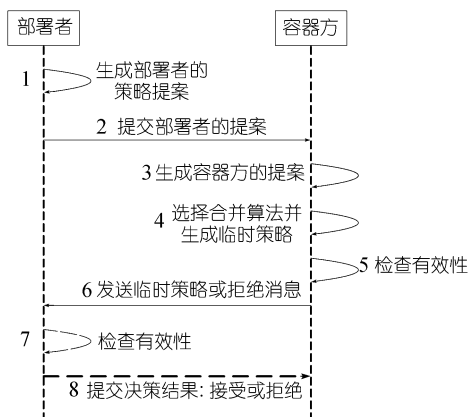 部署者
容器方
1 生成部署者的
策略提案
2 提交部署者的提案
3生成容器方的提案
4 选择合并算法并
生成临时策略
5 检查有效性
6 发送临时策略或拒绝消息
7 检查有效性
8 提交决策结果: 接受或拒绝